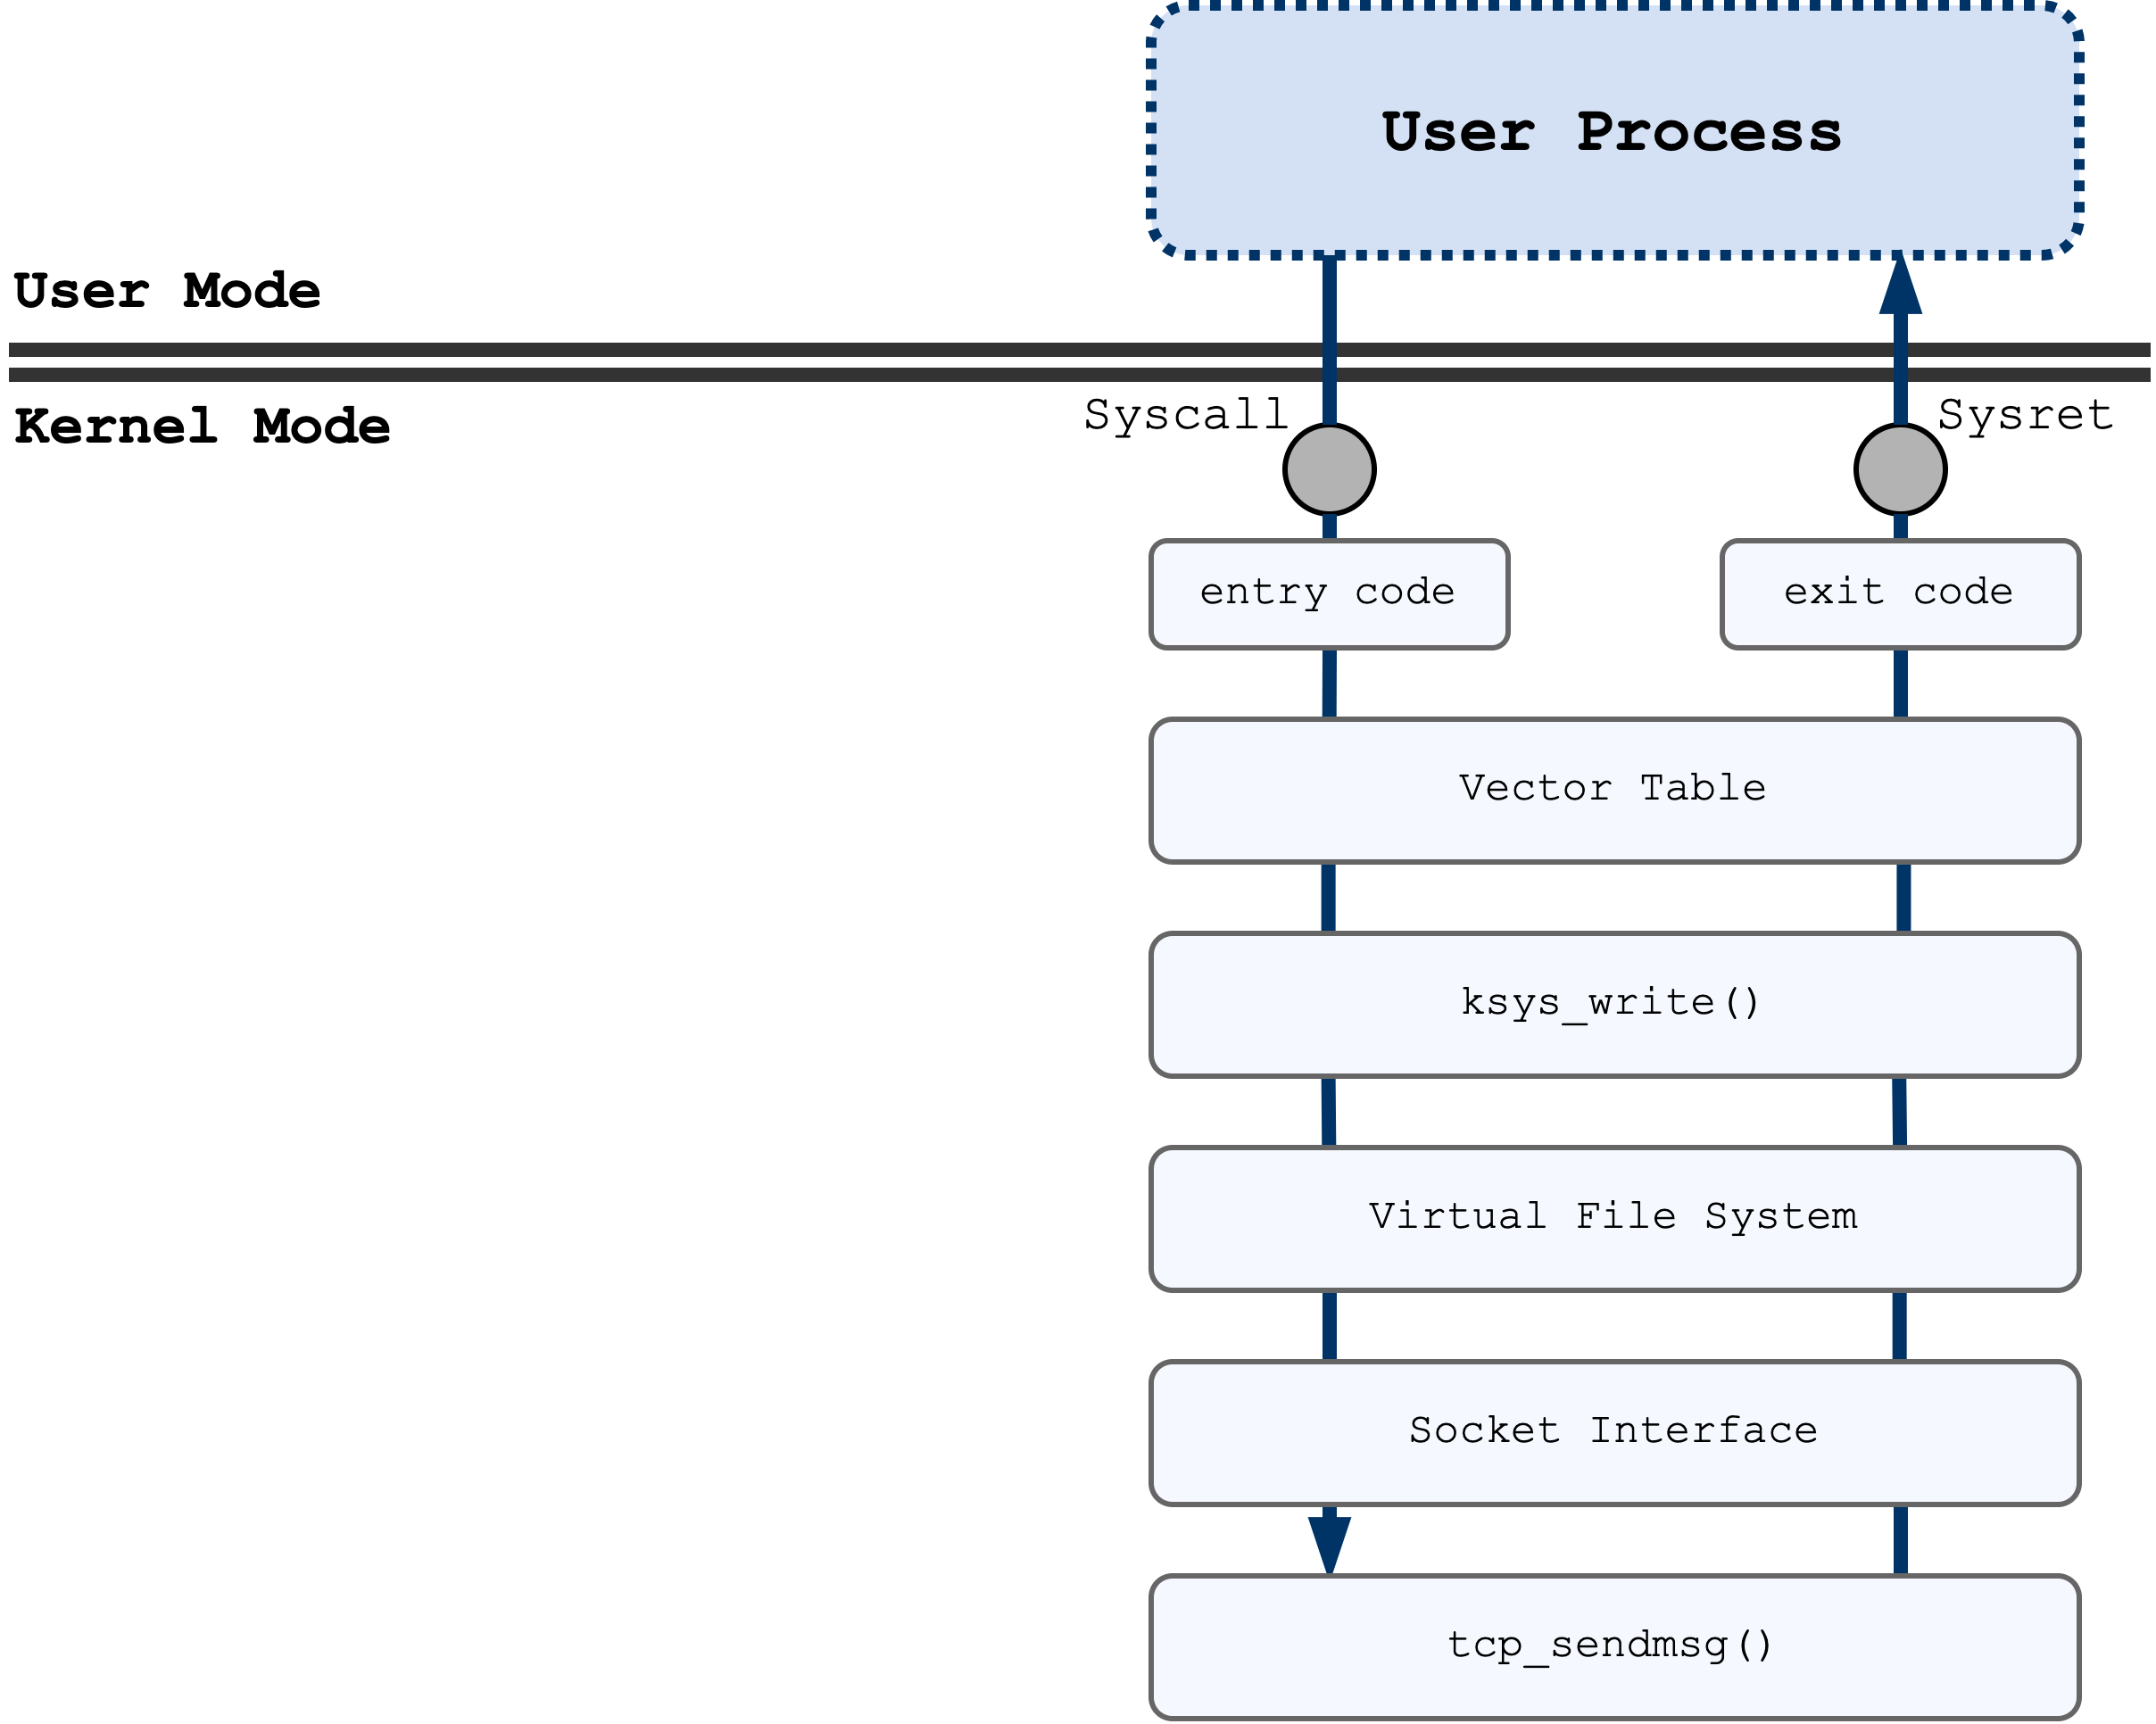 User Process
User Mode
Kernel Mode
Syscall
Sysret
entry code
exit code
Vector Table
ksys_write()
Virtual File System
Socket Interface
tcp_sendmsg()